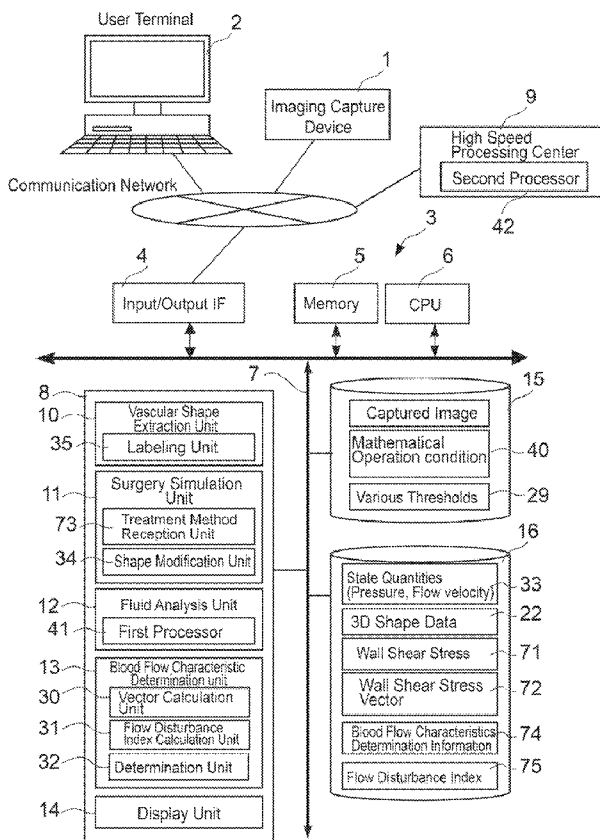 User Terminal
2
1
Imaging Capture
Device
9
High Speed
Processing Center
Second Processor
42
Communication Network
3
4
Input/Output IF
5
Memory
6
CPU
7
8
10
Vascular Shape
Extraction Unit
35
Labeling Unit
11
Surgery Simulation
Unit
73
Treatment Method
Reception Unit
34
Shape Modification Unit
12
Fluid Analysis Unit
41
First Processor
13
Blood Flow Characteristic
Determination unit
30
Vector Calculation
Unit
31
Flow Disturbance
Index Calculation Unit
32
Determination Unit
14
Display Unit
15
Captured Image
Mathematical
Operation condition
40
Various Thresholds
29
16
State Quantities
(Pressure, Flow velocity)
33
3D Shape Data
22
Wall Shear Stress
71
Wall Shear Stress
Vector
72
Blood Flow Characteristics
Determination Information
74
Flow Disturbance Index
75